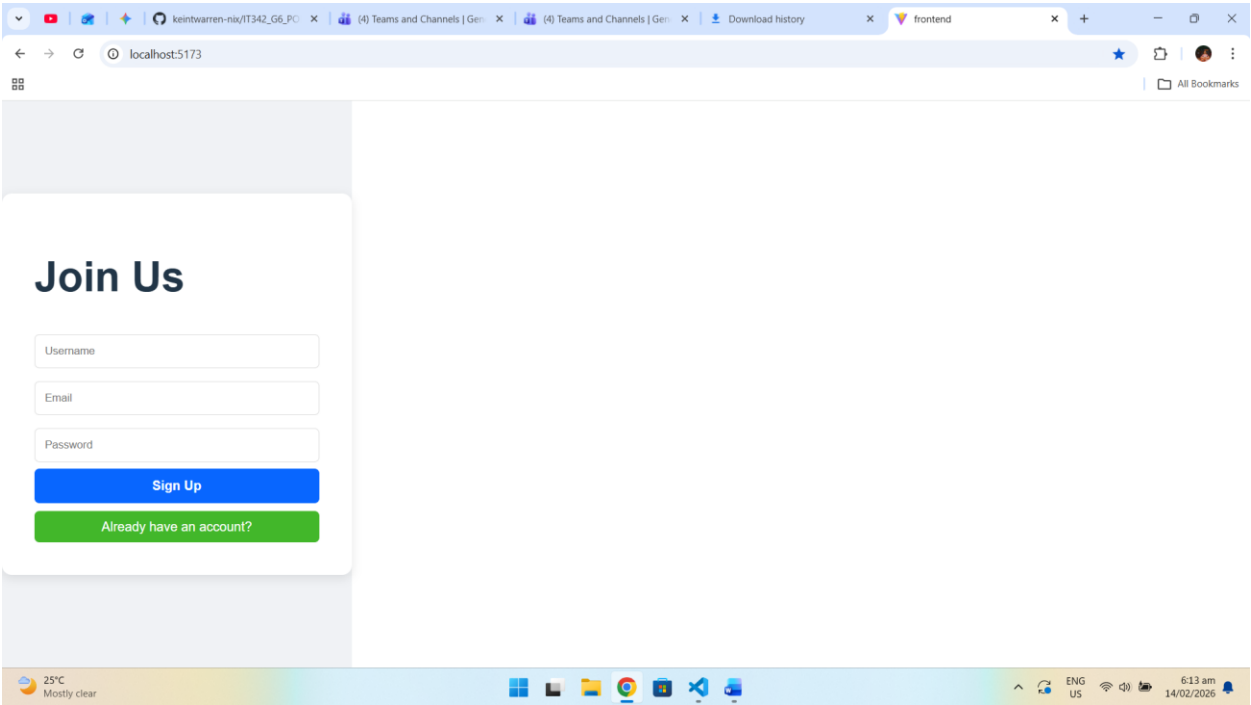 keintwarren-nix/IT342_G6_PO
(4) Teams and Channels | Gen
(4) Teams and Channels | Gen
Download history
frontend
localhost:5173
All Bookmarks
Join Us
Username
Email
Password
Sign Up
Already have an account?
25°C
Mostly clear
ENG
US
6:13 am
14/02/2026